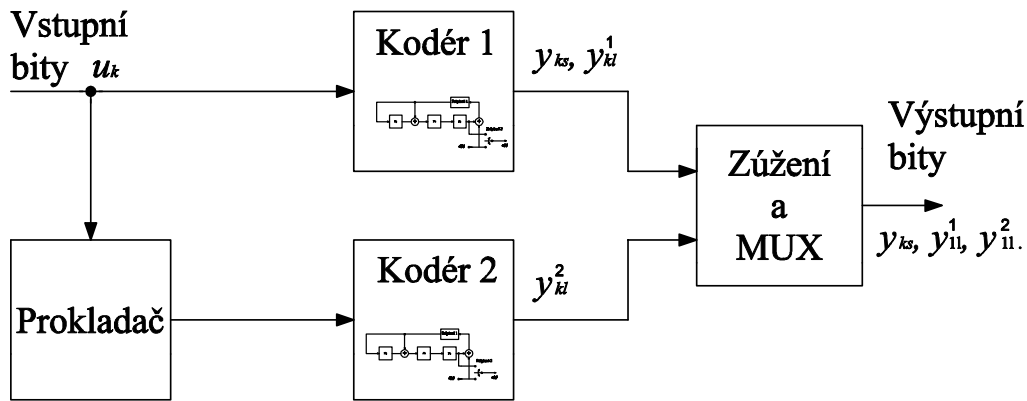 Vstupní
bity u_k
Kodér 1
y_ks, y_kl^1
Výstupní
bity
Zúžení
a
MUX
y_ks, y_11^1, y_11^2.
Prokladač
Kodér 2
y_kl^2